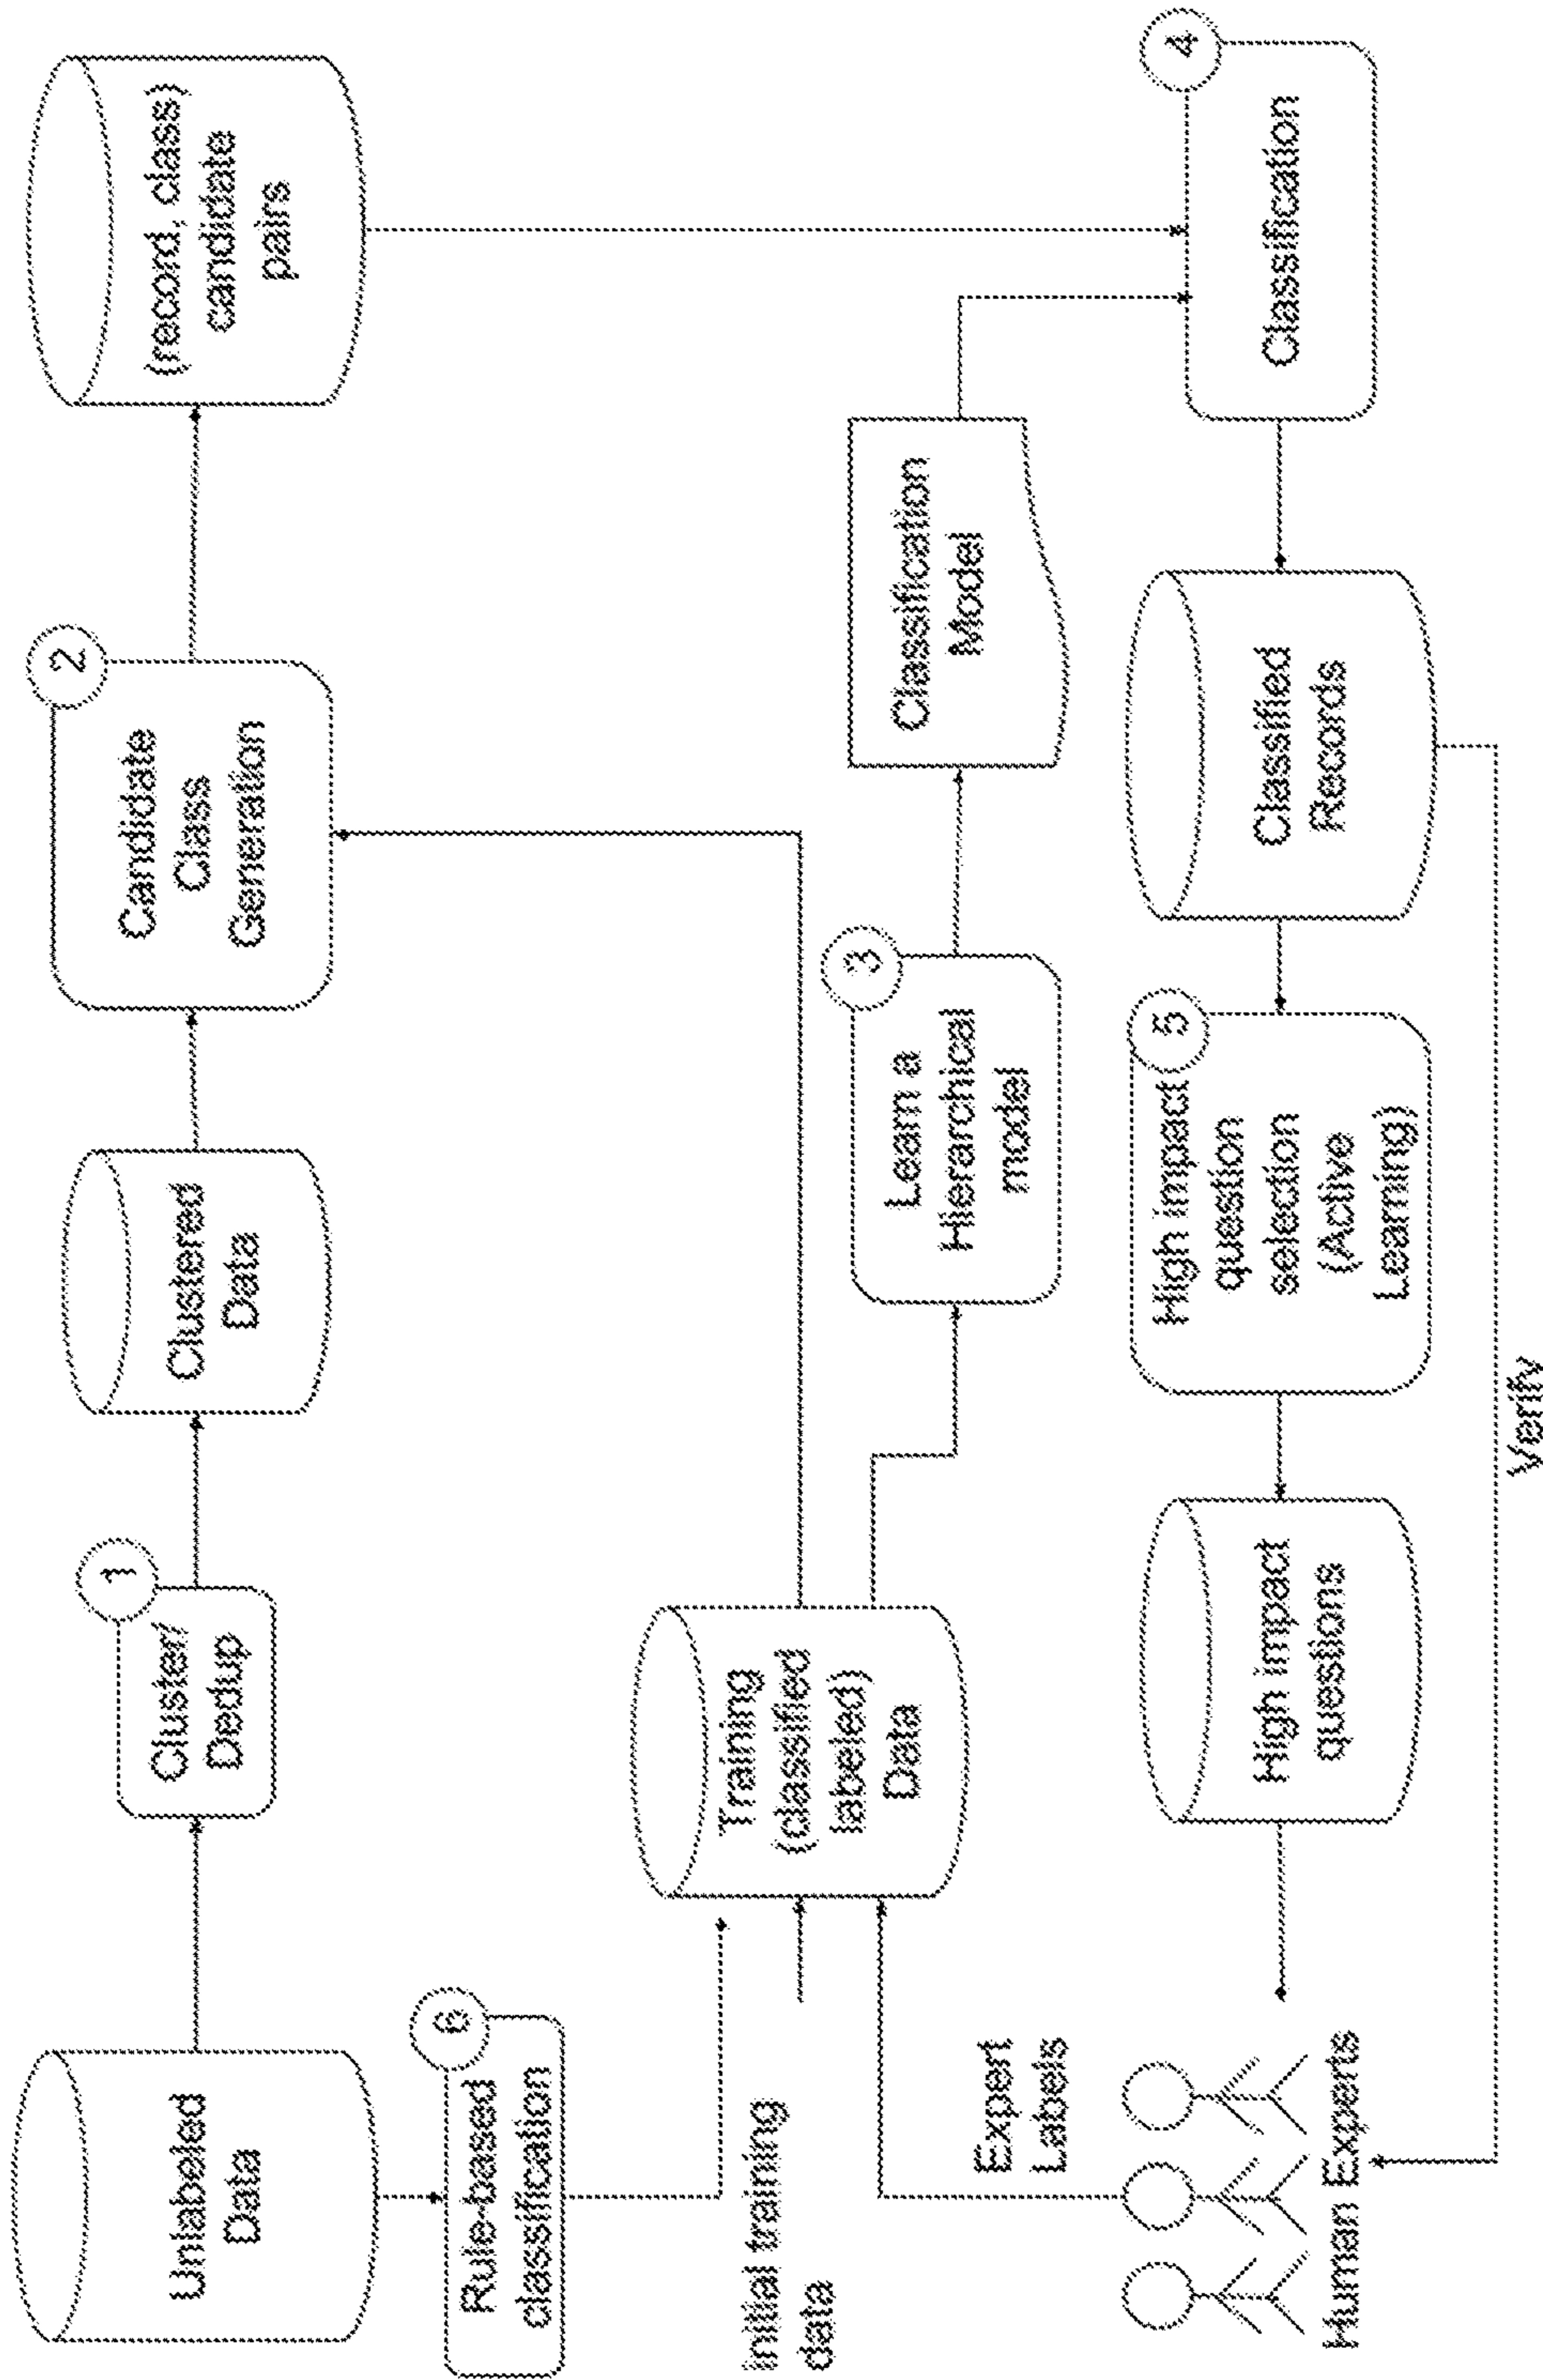 Unlabeled
Data
1
Cluster/
Dedup
Clustered
Data
2
Candidate
Class
Generation
(record, class)
candidate
pairs
6
Rule-based
classification
Initial training
data
Training
(classified
labeled)
Data
3
Learn a
Hierarchical
model
Classification
Model
Expert
Labels
Human Experts
High impact
questions
5
High impact
question
selection
(Active
Learning)
Classified
Records
4
Classification
Verify